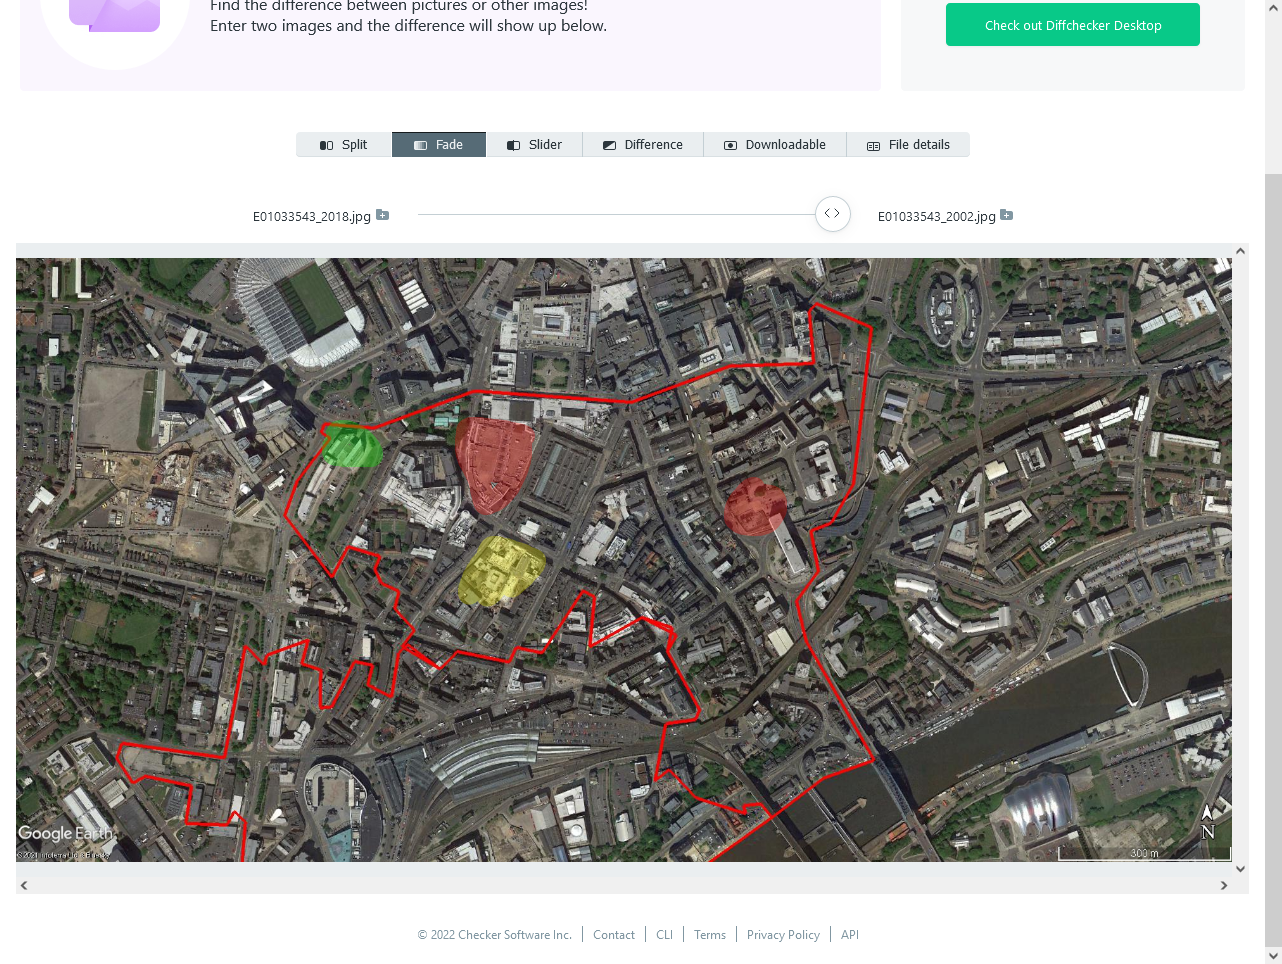 Find the difference between pictures or other images!
Enter two images and the difference will show up below.
Check out Diffchecker Desktop
Split
Fade
Slider
Difference
Downloadable
File details
E01033543_2018.jpg
E01033543_2002.jpg
Google Earth
N
300 m
© 2022 Checker Software Inc.
Contact
CLI
Terms
Privacy Policy
API